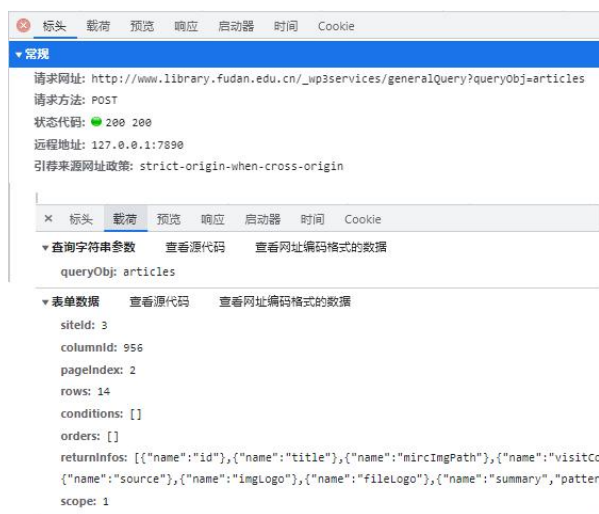 标头 载荷 预览 响应 启动器 时间 Cookie
常规
请求网址: http://www.library.fudan.edu.cn/_wp3services/generalQuery?queryObj=articles
请求方法: POST
状态代码: 200 200
远程地址: 127.0.0.1:7890
引荐来源网址政策: strict-origin-when-cross-origin
× 标头 载荷 预览 响应 启动器 时间 Cookie
查询字符串参数 查看源代码 查看网址编码格式的数据
queryObj: articles
表单数据 查看源代码 查看网址编码格式的数据
siteId: 3
columnId: 956
pageIndex: 2
rows: 14
conditions: []
orders: []
returnInfos: [{"name":"id"},{"name":"title"},{"name":"mircImgPath"},{"name":"visitCo
{"name":"source"},{"name":"imgLogo"},{"name":"fileLogo"},{"name":"summary","patter
scope: 1